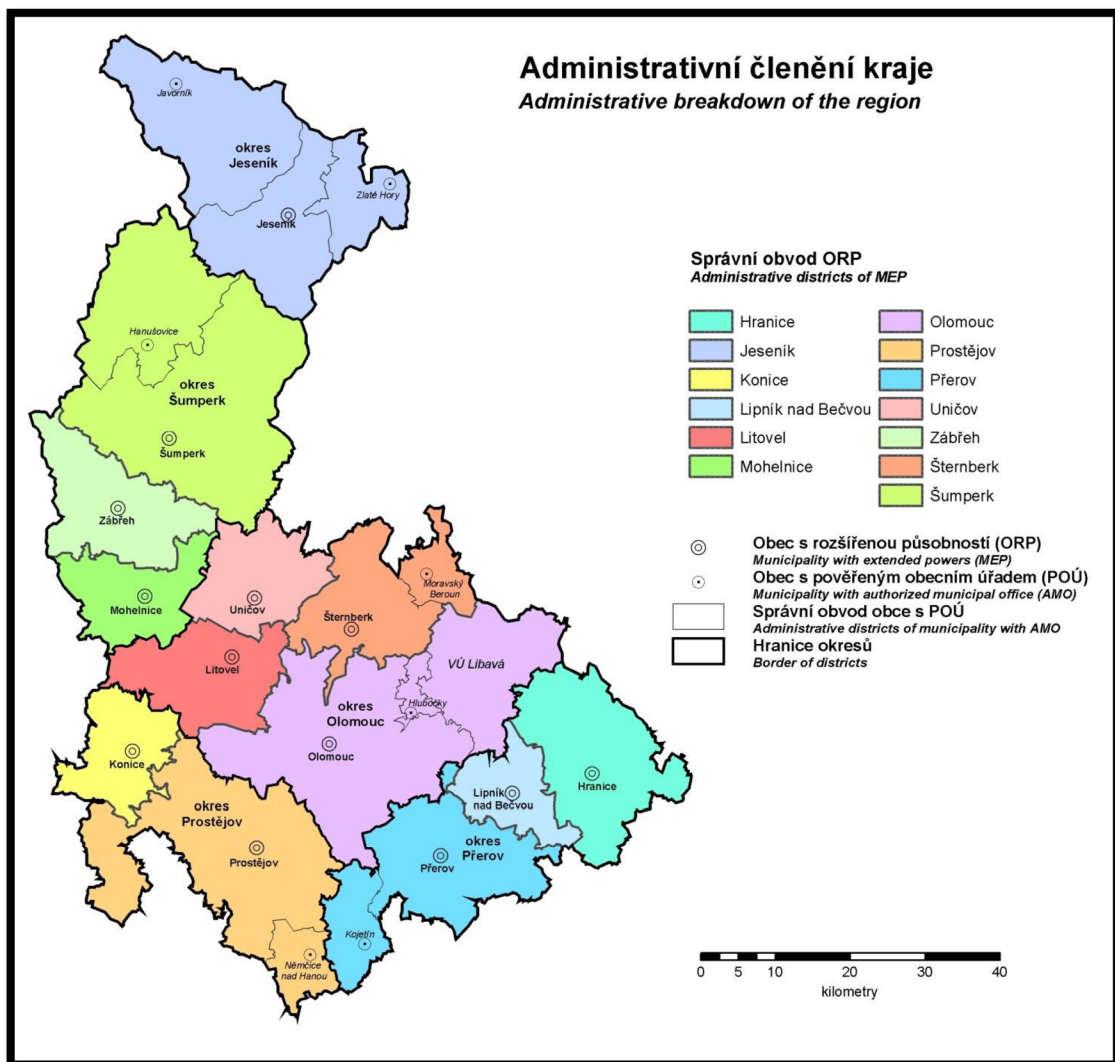 Administrativní členění kraje
Administrative breakdown of the region
Javorník
okres
Jeseník
Zlaté Hory
Jeseník
Hanušovice
okres
Šumperk
Šumperk
Zábřeh
Mohelnice
Uničov
Moravský
Beroun
Šternberk
Litovel
VÚ Libavá
Hlubočky
okres
Olomouc
Olomouc
Konice
Hranice
Lipník
nad Bečvou
okres
Prostějov
Prostějov
okres
Přerov
Přerov
Kojetín
Němčice
nad Hanou
Správní obvod ORP
Administrative districts of MEP
Hranice
Jeseník
Konice
Lipník nad Bečvou
Litovel
Mohelnice
Olomouc
Prostějov
Přerov
Uničov
Zábřeh
Šternberk
Šumperk
Obec s rozšířenou působností (ORP)
Municipality with extended powers (MEP)
Obec s pověřeným obecním úřadem (POÚ)
Municipality with authorized municipal office (AMO)
Správní obvod obce s POÚ
Administrative districts of municipality with AMO
Hranice okresů
Border of districts
0 5 10 20 30 40
kilometry